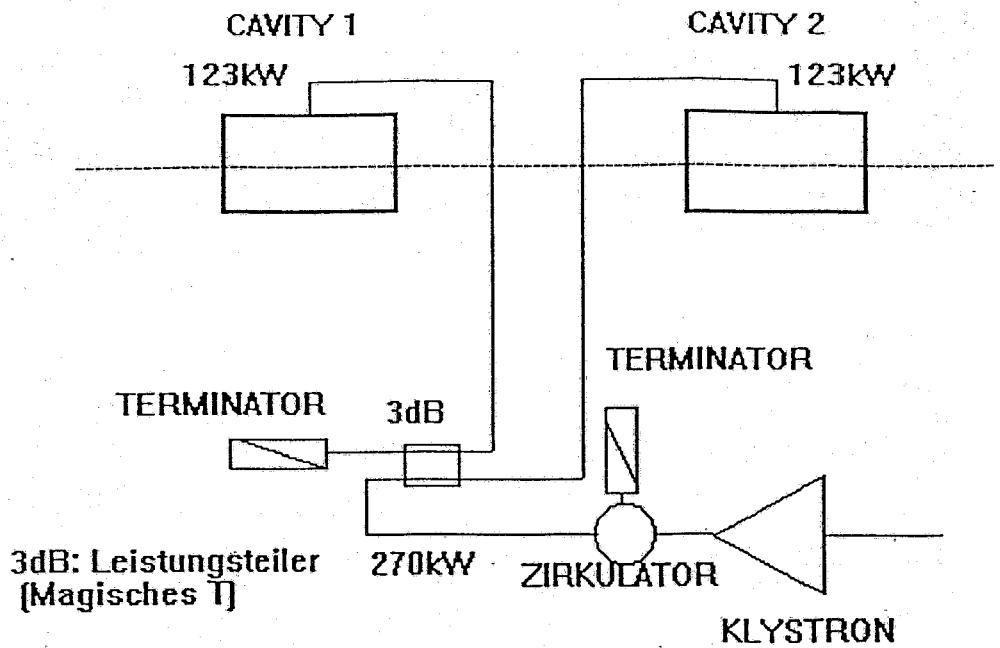 CAVITY 1
CAVITY 2
123kW
123kW
TERMINATOR
TERMINATOR
3dB
3dB: Leistungsteiler
(Magisches T)
270kW
ZIRKULATOR
KLYSTRON